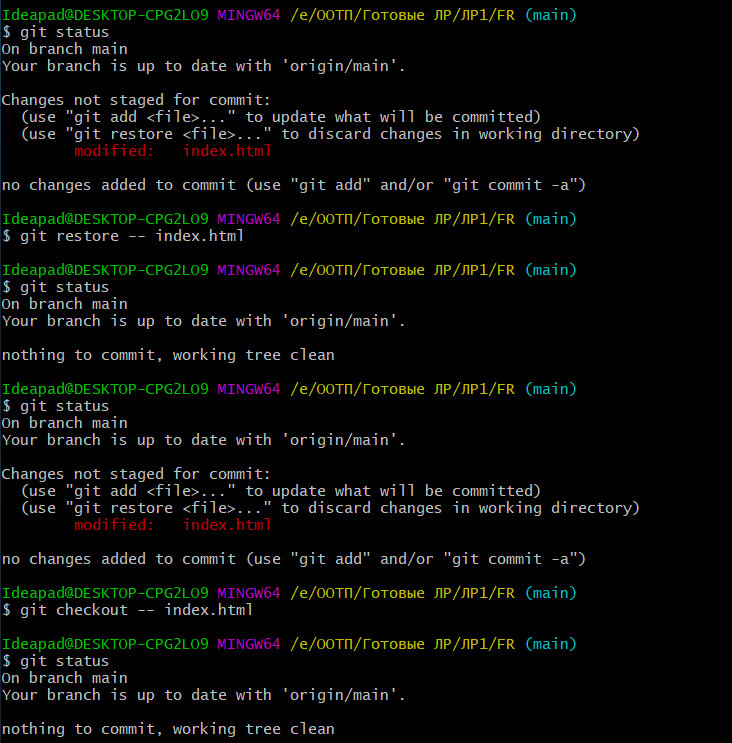 Ideapad@DESKTOP-CPG2LO9 MINGW64 /e/ООТП/Готовые ЛР/ЛР1/FR (main)
$ git status
On branch main
Your branch is up to date with 'origin/main'.
Changes not staged for commit:
  (use "git add <file>..." to update what will be committed)
  (use "git restore <file>..." to discard changes in working directory)
        modified:   index.html
no changes added to commit (use "git add" and/or "git commit -a")
Ideapad@DESKTOP-CPG2LO9 MINGW64 /e/ООТП/Готовые ЛР/ЛР1/FR (main)
$ git restore -- index.html
Ideapad@DESKTOP-CPG2LO9 MINGW64 /e/ООТП/Готовые ЛР/ЛР1/FR (main)
$ git status
On branch main
Your branch is up to date with 'origin/main'.
nothing to commit, working tree clean
Ideapad@DESKTOP-CPG2LO9 MINGW64 /e/ООТП/Готовые ЛР/ЛР1/FR (main)
$ git status
On branch main
Your branch is up to date with 'origin/main'.
Changes not staged for commit:
  (use "git add <file>..." to update what will be committed)
  (use "git restore <file>..." to discard changes in working directory)
        modified:   index.html
no changes added to commit (use "git add" and/or "git commit -a")
Ideapad@DESKTOP-CPG2LO9 MINGW64 /e/ООТП/Готовые ЛР/ЛР1/FR (main)
$ git checkout -- index.html
Ideapad@DESKTOP-CPG2LO9 MINGW64 /e/ООТП/Готовые ЛР/ЛР1/FR (main)
$ git status
On branch main
Your branch is up to date with 'origin/main'.
nothing to commit, working tree clean